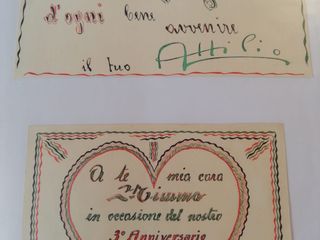 d'ogni bene avvenire
il tuo Attilio
A te mia cara
Mimma
in occasione del nostro
3° Anniversario